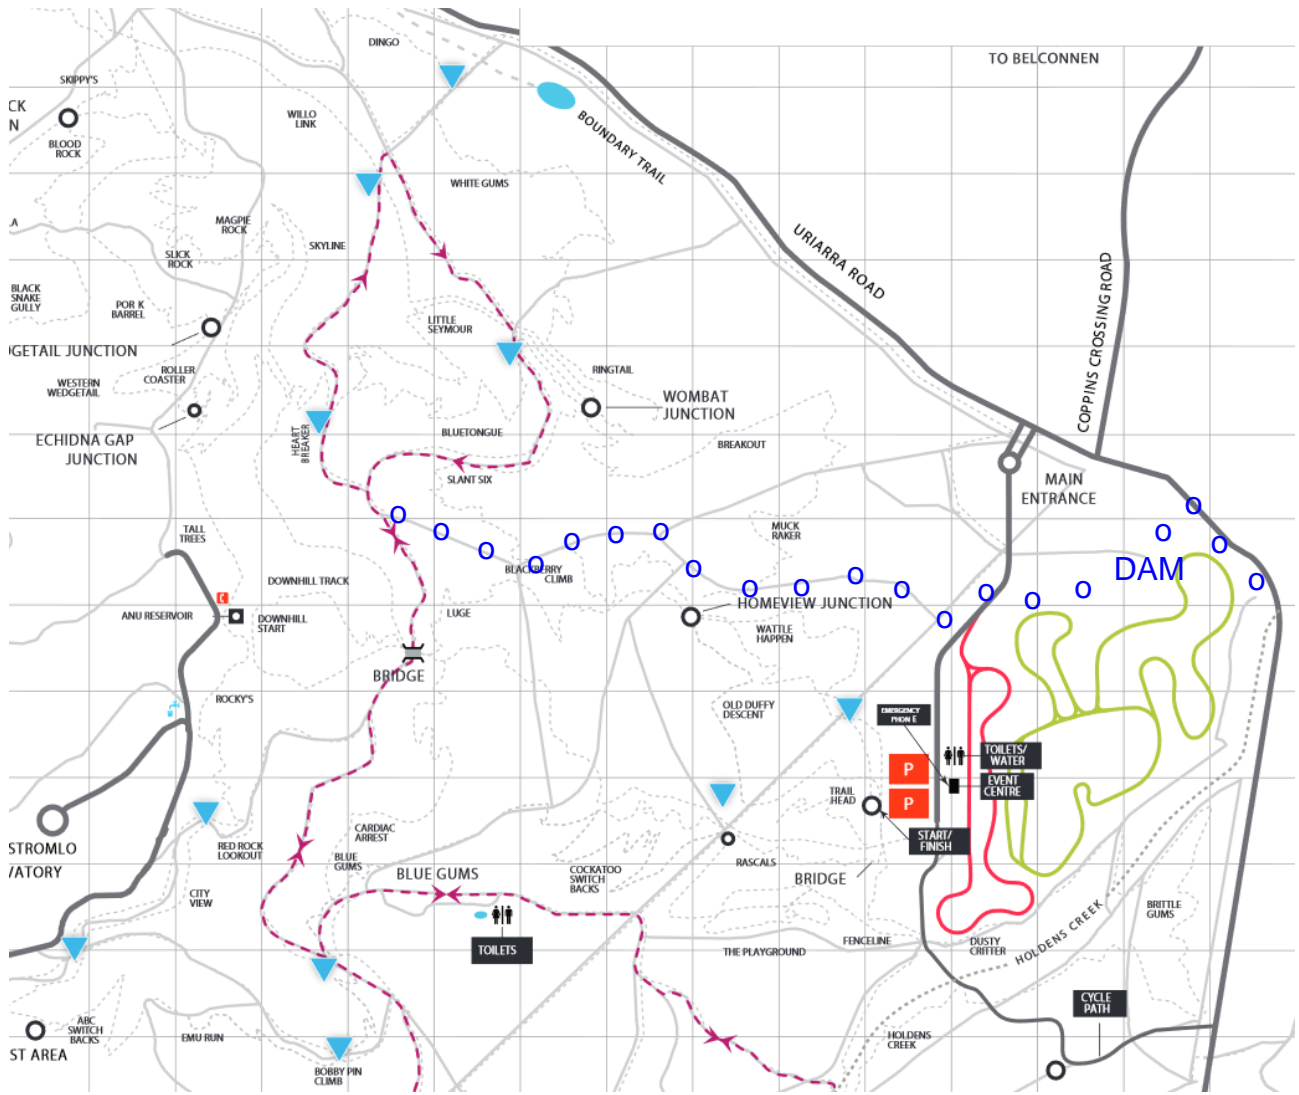 DINGO
TO BELCONNEN
SKIPPY'S
CK
N
WILLO
LINK
BLOOD
ROCK
BOUNDARY TRAIL
WHITE GUMS
LA
MAGPIE
ROCK
SKYLINE
SLICK
ROCK
URIARRA ROAD
COPPINS CROSSING ROAD
BLACK
SNAKE
GULLY
POR K
BARREL
LITTLE
SEYMOUR
DGETAIL JUNCTION
ROLLER
COASTER
WESTERN
WEDGETAIL
RINGTAIL
WOMBAT
JUNCTION
ECHIDNA GAP
JUNCTION
HEART
BREAKER
BLUETONGUE
BREAKOUT
SLANT SIX
MAIN
ENTRANCE
TALL
TREES
MUCK
RAKER
BLACKBERRY
CLIMB
DAM
DOWNHILL TRACK
C
ANU RESERVOIR
DOWNHILL
START
LUGE
HOMEVIEW JUNCTION
WATTLE
HAPPEN
BRIDGE
ROCKY'S
OLD DUFFY
DESCENT
EMERGENCY
PHON E
TOILETS/
WATER
P
EVENT
CENTRE
TRAIL
HEAD
P
START/
FINISH
STROMLO
VATORY
RED ROCK
LOOKOUT
CARDIAC
ARREST
BLUE
GUMS
BLUE GUMS
COCKATOO
SWITCH
BACKS
RASCALS
BRIDGE
CITY
VIEW
BRITTLE
GUMS
HOLDENS CREEK
TOILETS
THE PLAYGROUND
FENCELINE
DUSTY
CRITTER
CYCLE
PATH
ABC
SWITCH
BACKS
ST AREA
EMU RUN
HOLDENS
CREEK
BOBBY PIN
CLIMB